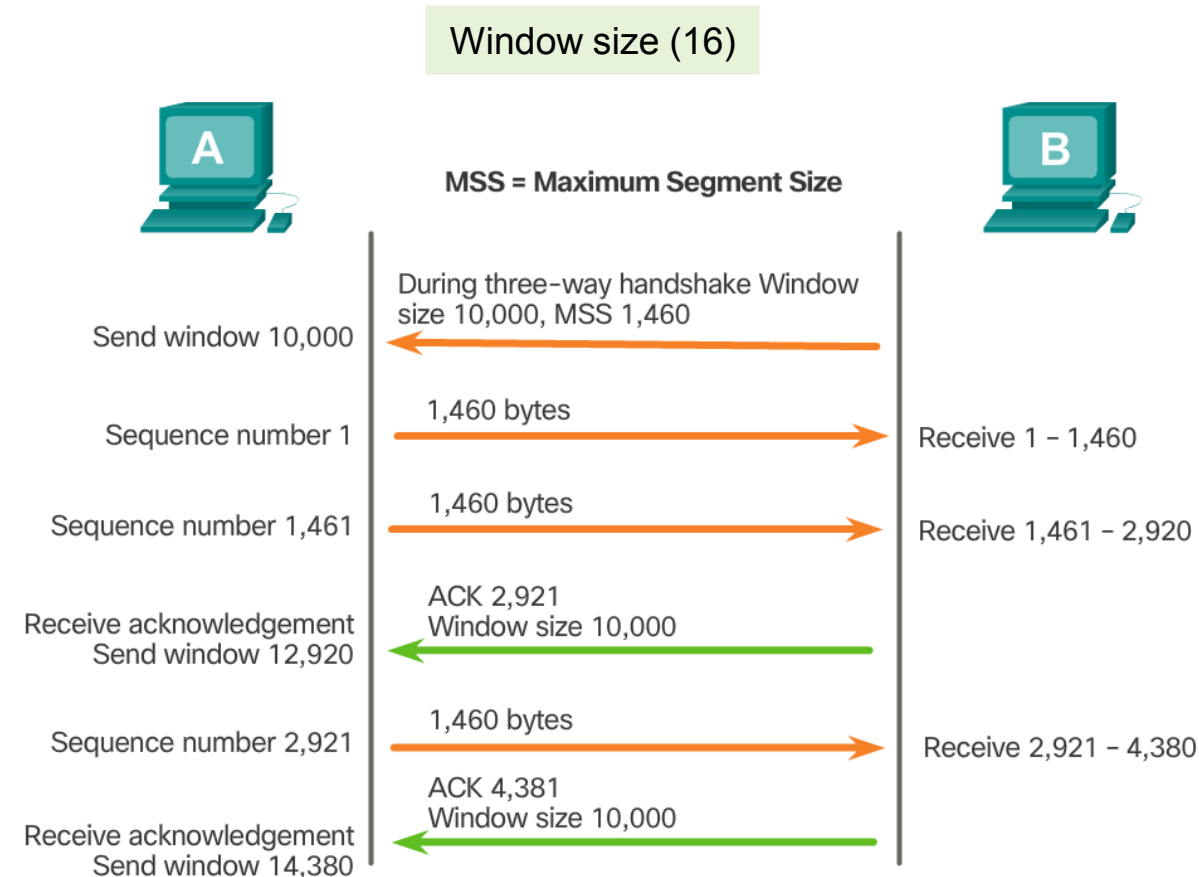 Window size (16)
A
B
MSS = Maximum Segment Size
During three-way handshake Window
size 10,000, MSS 1,460
Send window 10,000
1,460 bytes
Sequence number 1
Receive 1 - 1,460
1,460 bytes
Sequence number 1,461
Receive 1,461 - 2,920
ACK 2,921
Window size 10,000
Receive acknowledgement
Send window 12,920
1,460 bytes
Sequence number 2,921
Receive 2,921 - 4,380
ACK 4,381
Window size 10,000
Receive acknowledgement
Send window 14,380